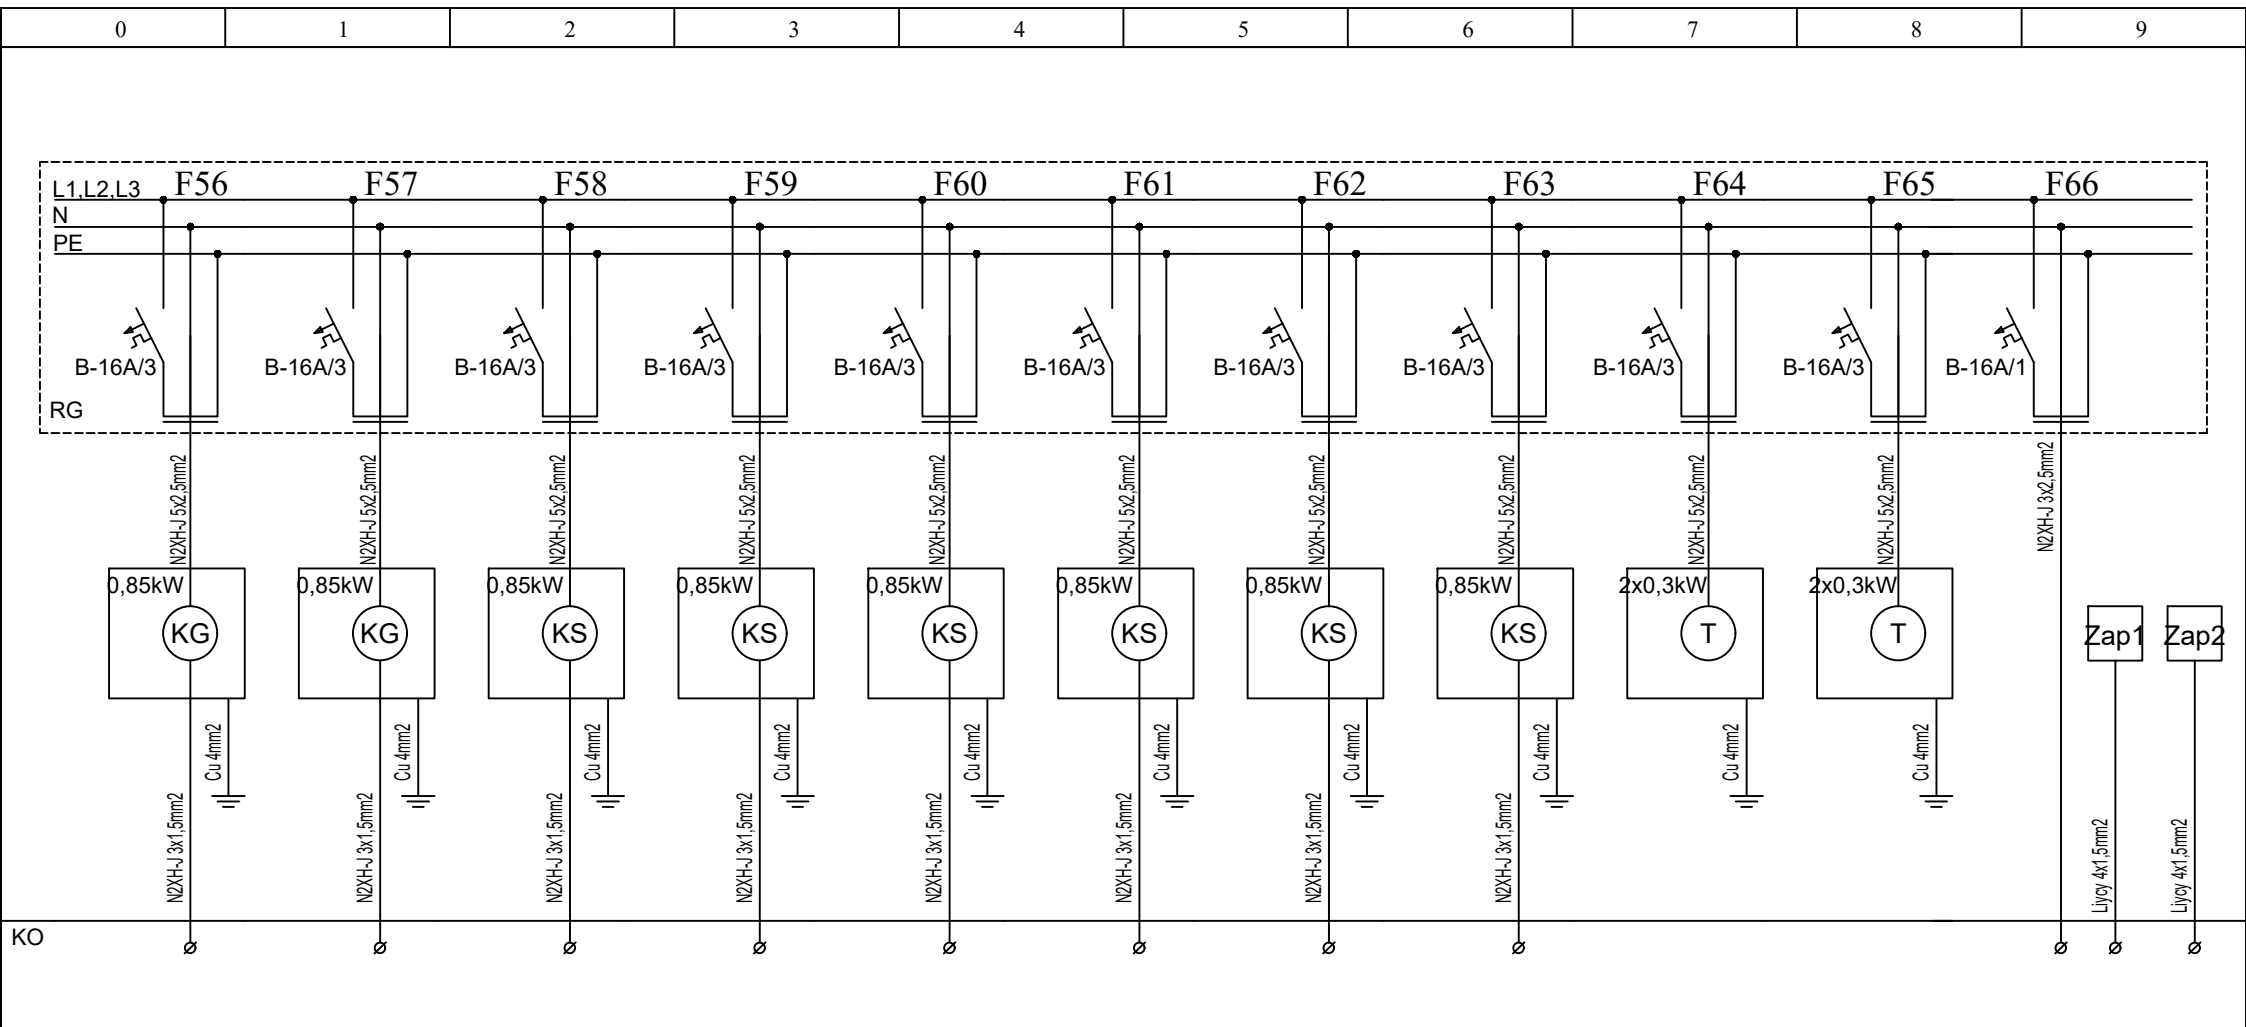 0 1 2 3 4 5 6 7 8 9
L1,L2,L3 F56 F57 F58 F59 F60 F61 F62 F63 F64 F65 F66
N
PE
B-16A/3 B-16A/3 B-16A/3 B-16A/3 B-16A/3 B-16A/3 B-16A/3 B-16A/3 B-16A/3 B-16A/3 B-16A/1
RG
N2XH-J 5x2,5mm2 N2XH-J 5x2,5mm2 N2XH-J 5x2,5mm2 N2XH-J 5x2,5mm2 N2XH-J 5x2,5mm2 N2XH-J 5x2,5mm2 N2XH-J 5x2,5mm2 N2XH-J 5x2,5mm2 N2XH-J 5x2,5mm2 N2XH-J 5x2,5mm2 N2XH-J 3x2,5mm2
0,85kW 0,85kW 0,85kW 0,85kW 0,85kW 0,85kW 0,85kW 0,85kW 2x0,3kW 2x0,3kW
KG KG KS KS KS KS KS KS T T Zap1 Zap2
Cu 4mm2 Cu 4mm2 Cu 4mm2 Cu 4mm2 Cu 4mm2 Cu 4mm2 Cu 4mm2 Cu 4mm2 Cu 4mm2 Cu 4mm2
N2XH-J 3x1,5mm2 N2XH-J 3x1,5mm2 N2XH-J 3x1,5mm2 N2XH-J 3x1,5mm2 N2XH-J 3x1,5mm2 N2XH-J 3x1,5mm2 N2XH-J 3x1,5mm2 N2XH-J 3x1,5mm2 Liycy 4x1,5mm2 Liycy 4x1,5mm2
KO